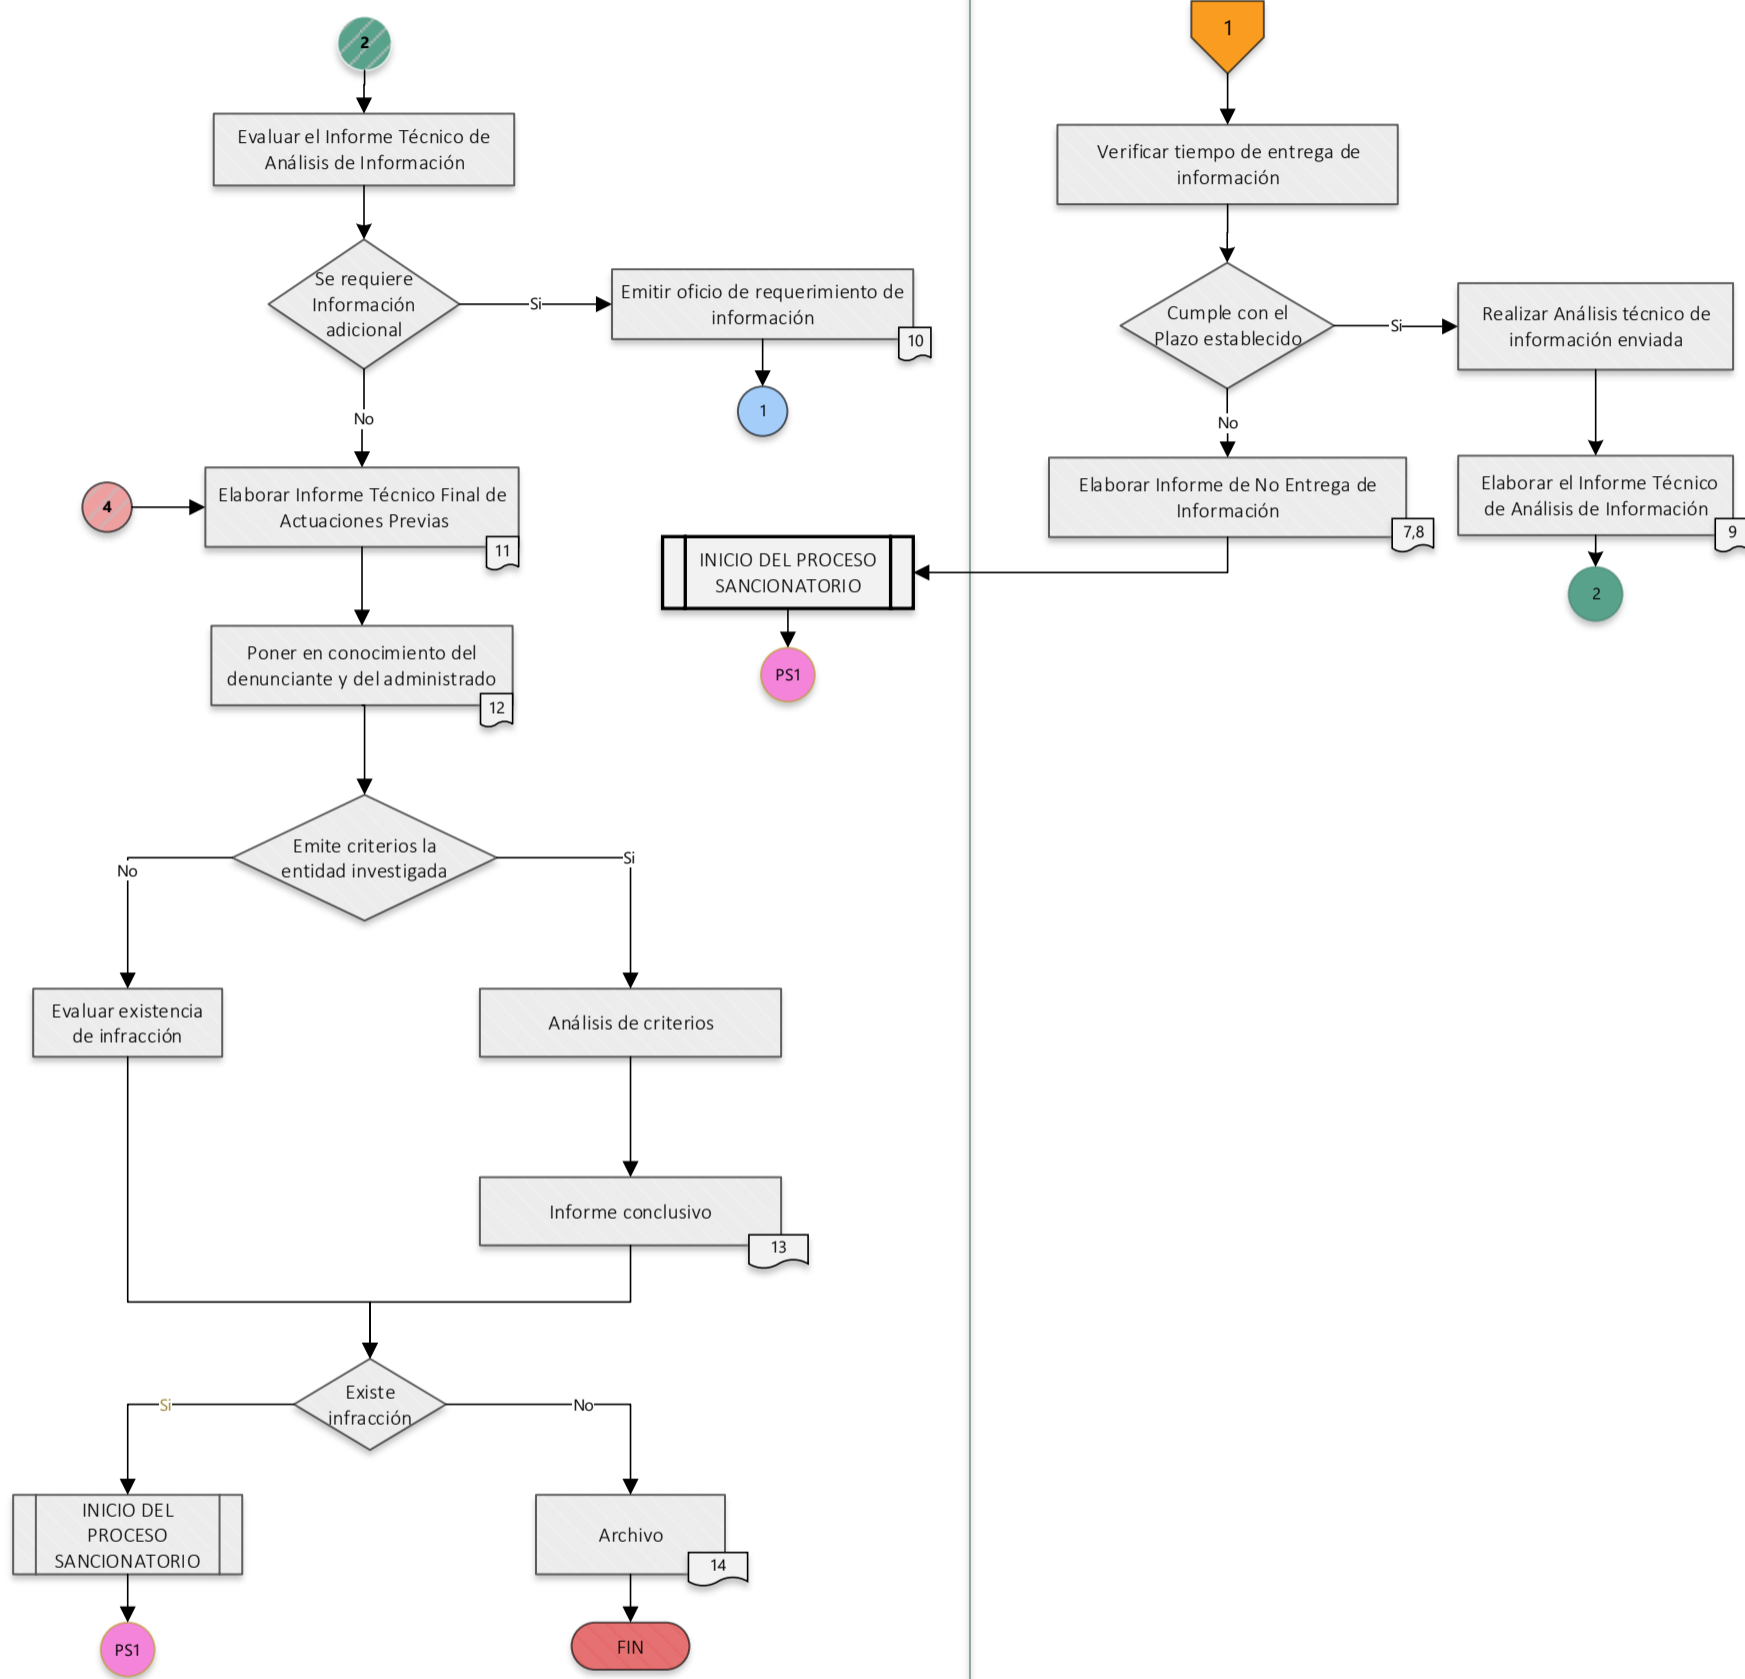 2
Evaluar el Informe Técnico de
Análisis de Información
Se requiere
Información
adicional
Si
Emitir oficio de requerimiento de
información
10
1
No
4
Elaborar Informe Técnico Final de
Actuaciones Previas
11
INICIO DEL PROCESO
SANCIONATORIO
PS1
Poner en conocimiento del
denunciante y del administrado
12
Emite criterios la
entidad investigada
No
Si
Evaluar existencia
de infracción
Análisis de criterios
Informe conclusivo
13
Existe
infracción
Si
No
INICIO DEL
PROCESO
SANCIONATORIO
PS1
Archivo
14
FIN
1
Verificar tiempo de entrega de
información
Cumple con el
Plazo establecido
Si
Realizar Análisis técnico de
información enviada
No
Elaborar Informe de No Entrega de
Información
7,8
Elaborar el Informe Técnico
de Análisis de Información
9
2